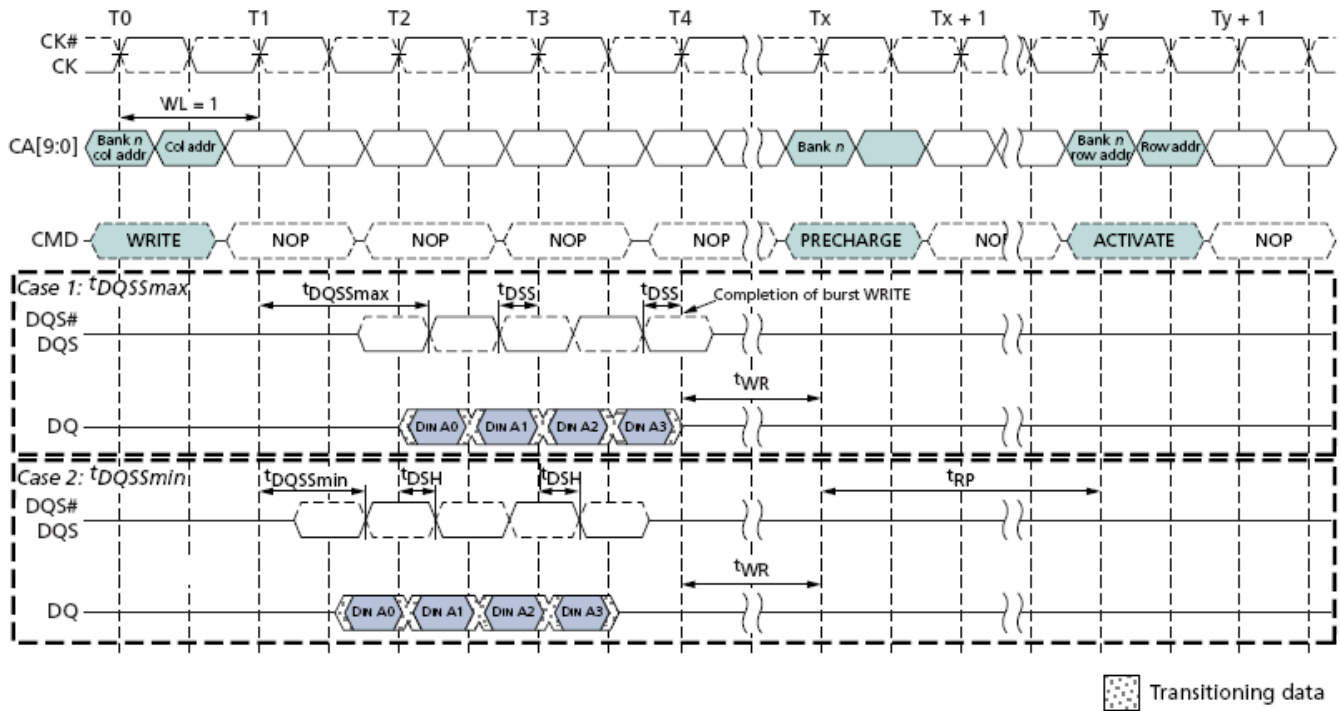 T0 T1 T2 T3 T4 Tx Tx + 1 Ty Ty + 1
CK#
CK
WL = 1
CA[9:0] Bank n col addr Col addr Bank n Bank n row addr Row addr
CMD WRITE NOP NOP NOP NOP PRECHARGE NOP ACTIVATE NOP
Case 1: tDQSSmax
tDQSSmax tDSS tDSS Completion of burst WRITE
DQS#
DQS
tWR
DQ DIN A0 DIN A1 DIN A2 DIN A3
Case 2: tDQSSmin
tDQSSmin tDSH tDSH tRP
DQS#
DQS
tWR
DQ DIN A0 DIN A1 DIN A2 DIN A3
Transitioning data